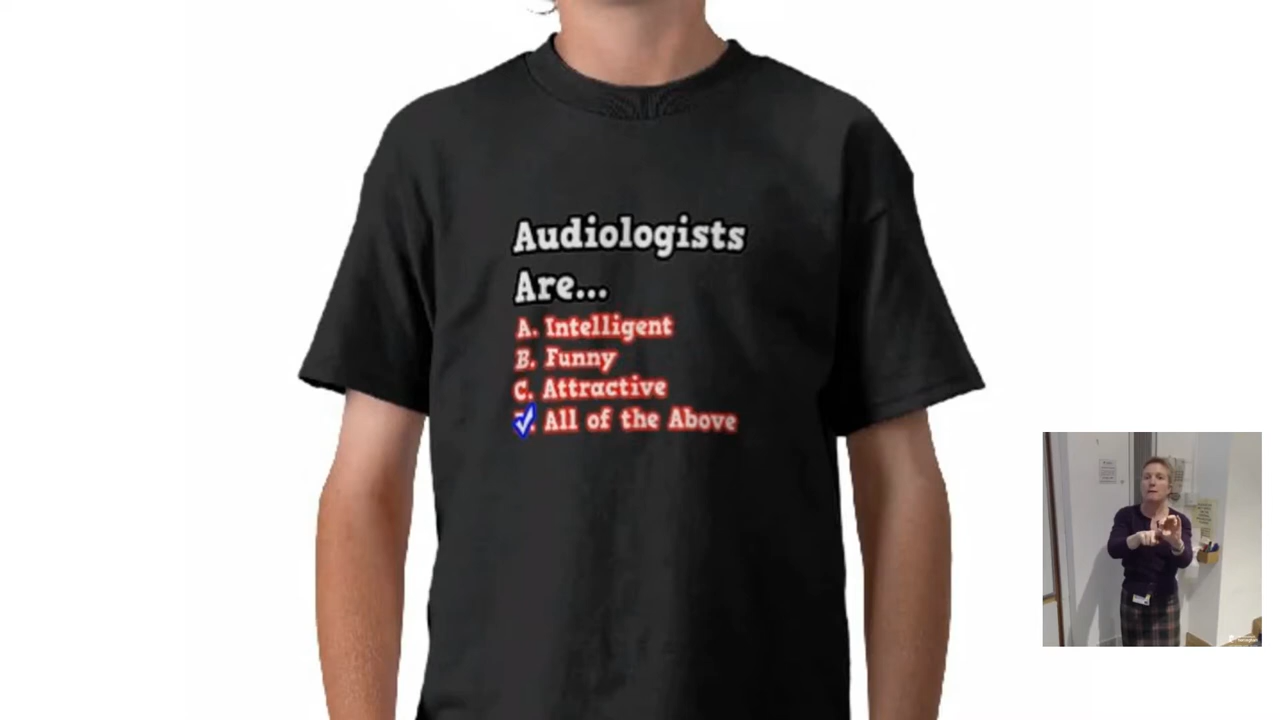 Audiologists
Are...
A. Intelligent
B. Funny
C. Attractive
All of the Above